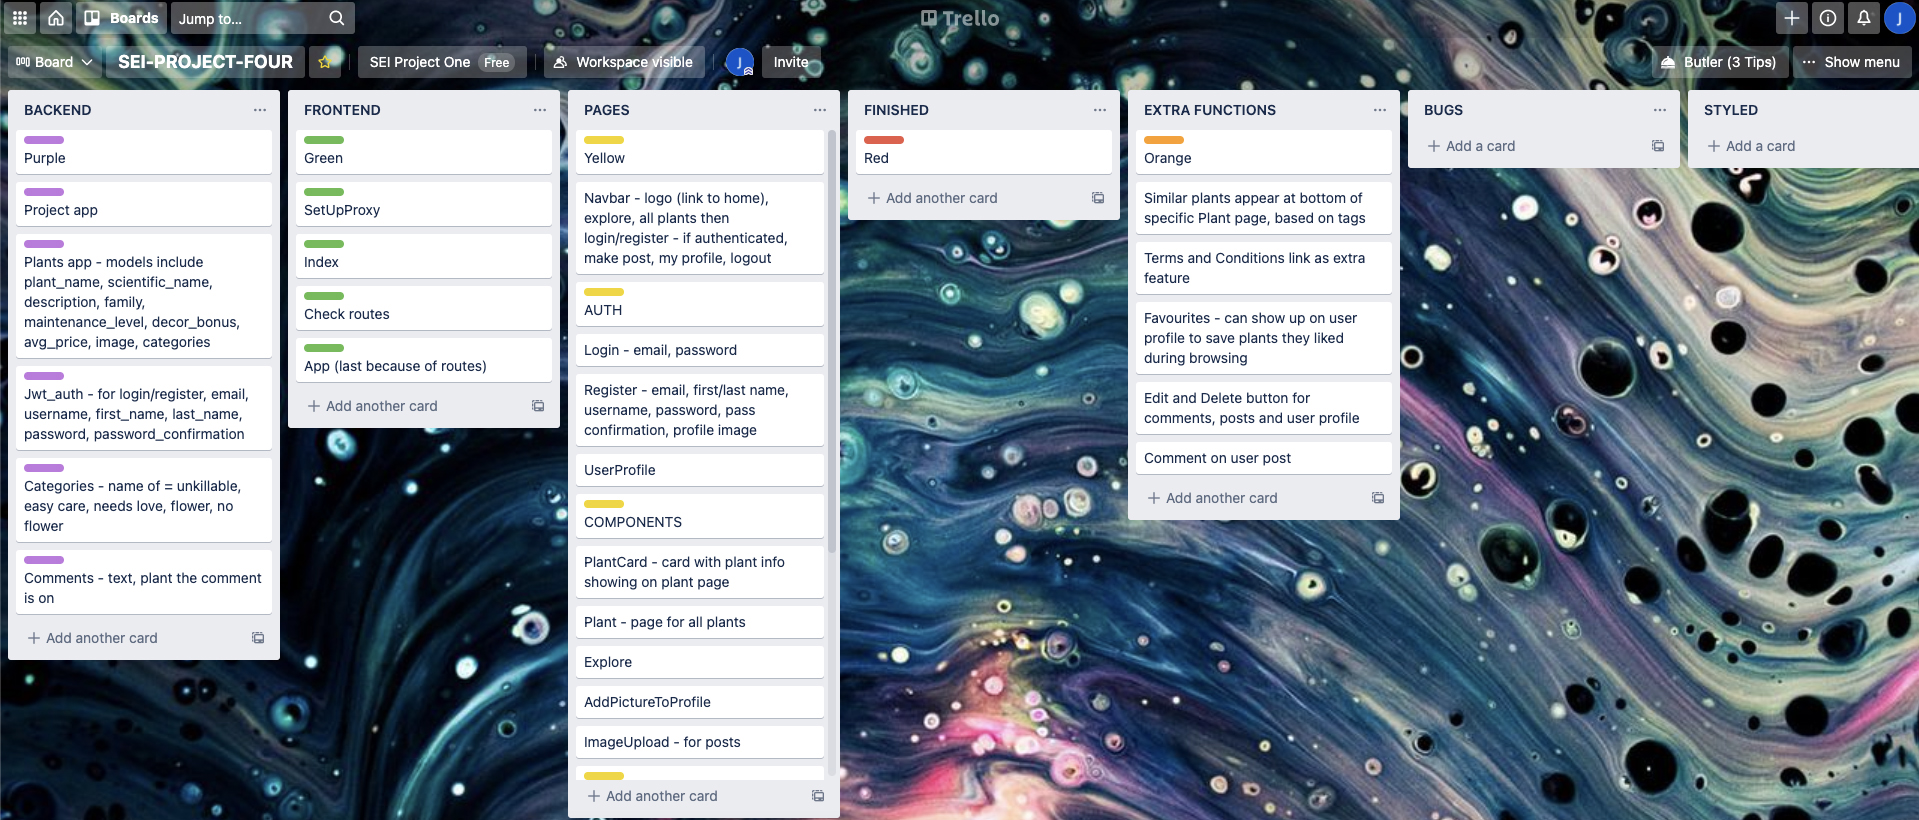 Boards
Jump to...
Trello
J
Board
SEI-PROJECT-FOUR
SEI Project One
Free
Workspace visible
J
Invite
Butler (3 Tips)
Show menu
BACKEND
Purple
Project app
Plants app - models include
plant_name, scientific_name,
description, family,
maintenance_level, decor_bonus,
avg_price, image, categories
Jwt_auth - for login/register, email,
username, first_name, last_name,
password, password_confirmation
Categories - name of = unkillable,
easy care, needs love, flower, no
flower
Comments - text, plant the comment
is on
Add another card
FRONTEND
Green
SetUpProxy
Index
Check routes
App (last because of routes)
Add another card
PAGES
Yellow
Navbar - logo (link to home),
explore, all plants then
login/register - if authenticated,
make post, my profile, logout
AUTH
Login - email, password
Register - email, first/last name,
username, password, pass
confirmation, profile image
UserProfile
COMPONENTS
PlantCard - card with plant info
showing on plant page
Plant - page for all plants
Explore
AddPictureToProfile
ImageUpload - for posts
Add another card
FINISHED
Red
Add another card
EXTRA FUNCTIONS
Orange
Similar plants appear at bottom of
specific Plant page, based on tags
Terms and Conditions link as extra
feature
Favourites - can show up on user
profile to save plants they liked
during browsing
Edit and Delete button for
comments, posts and user profile
Comment on user post
Add another card
BUGS
Add a card
STYLED
Add a card